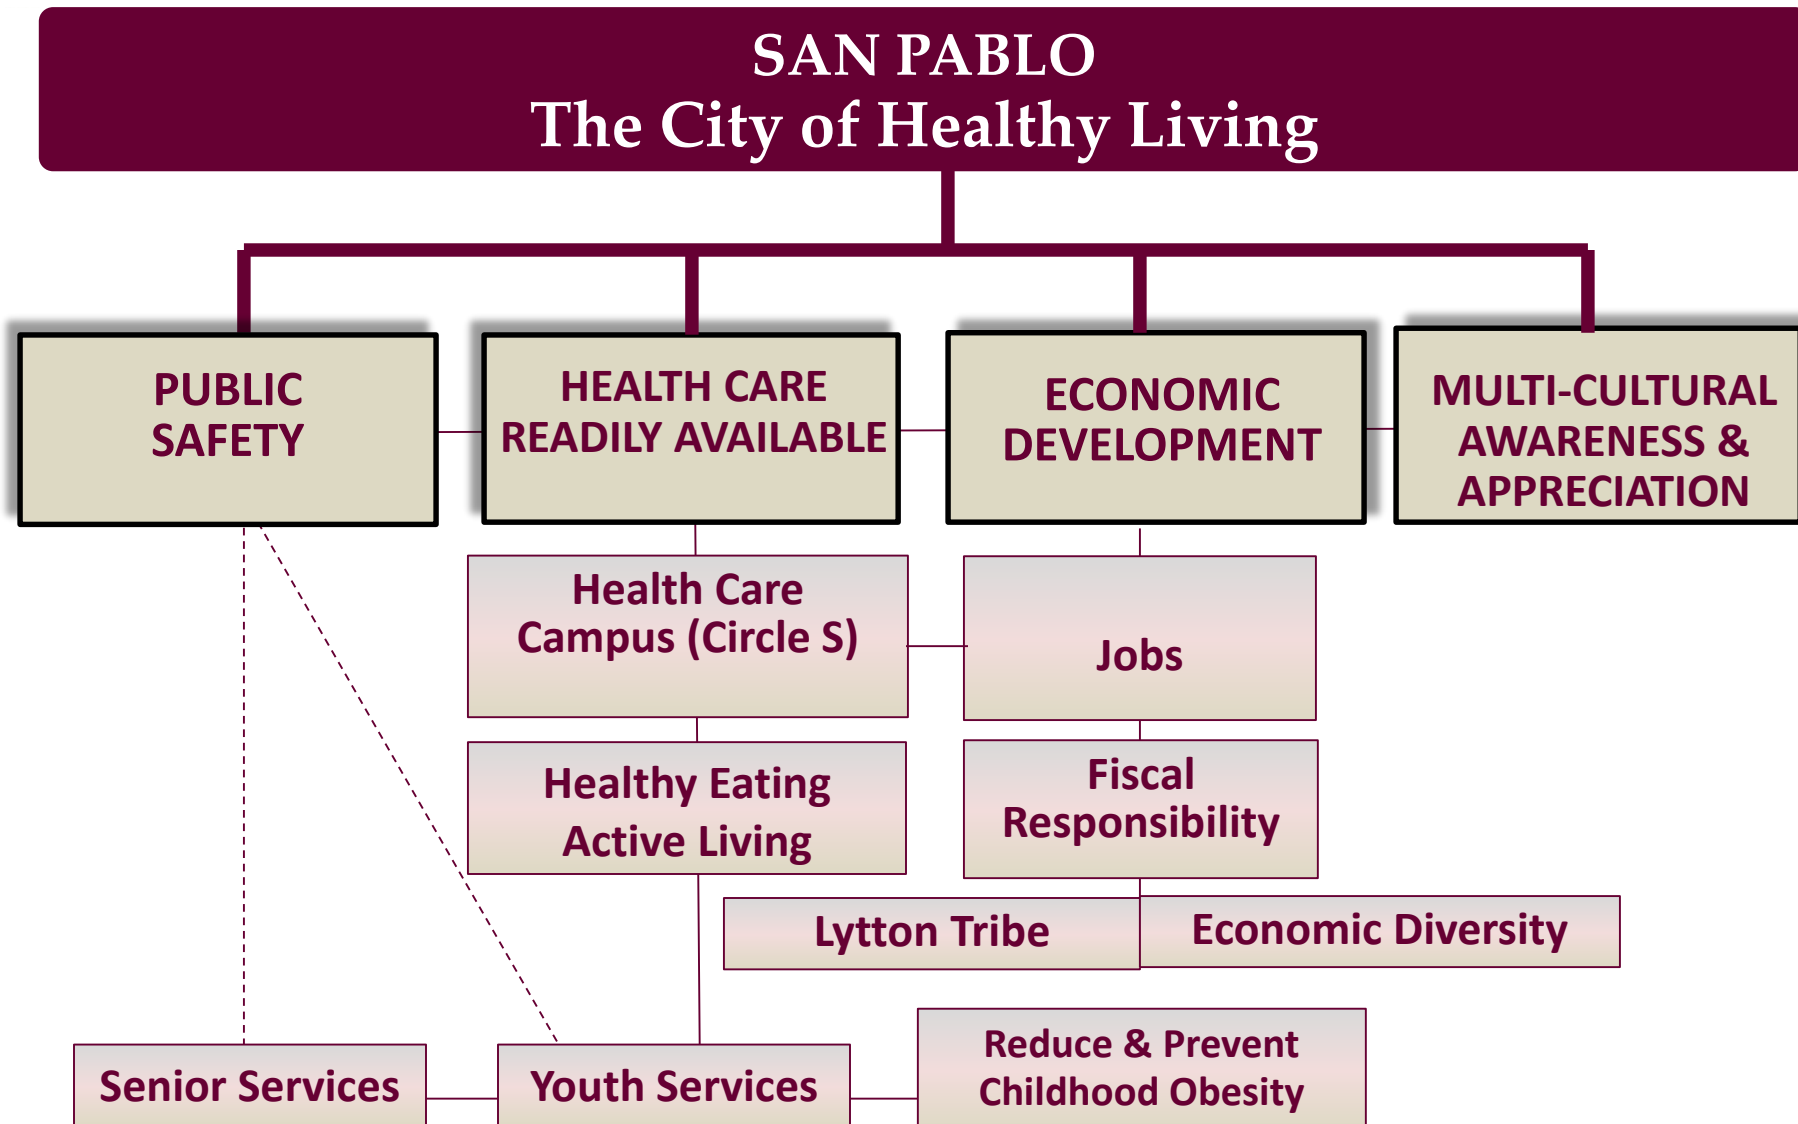 SAN PABLO
The City of Healthy Living
PUBLIC
SAFETY
HEALTH CARE
READILY AVAILABLE
ECONOMIC
DEVELOPMENT
MULTI-CULTURAL
AWARENESS &
APPRECIATION
Health Care
Campus (Circle S)
Jobs
Healthy Eating
Active Living
Fiscal
Responsibility
Lytton Tribe
Economic Diversity
Senior Services
Youth Services
Reduce & Prevent
Childhood Obesity